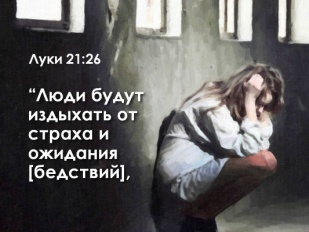 Луки 21:26
“Люди будут
издыхать от
страха и
ожидания
[бедствий],